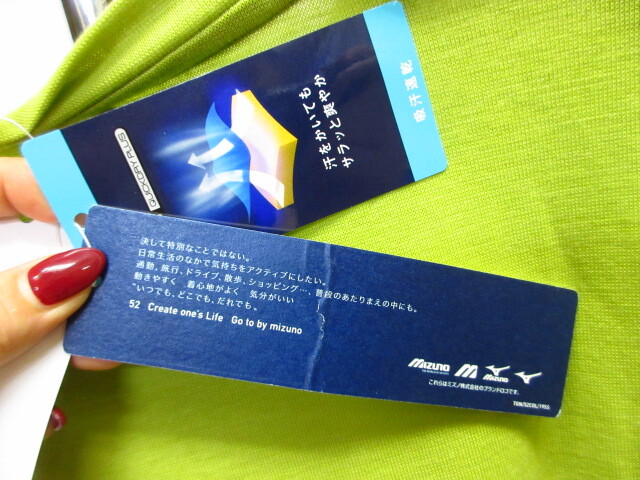 吸汗速乾
汗をかいても
サラッと爽やか
QUICKDRY PLUS
決して特別なことではない。
日常生活のなかで気持ちをアクティブにしたい。
通勤、旅行、ドライブ、散歩、ショッピング…、普段のあたりまえの中にも。
動きやすく 着心地がよく 気分がいい
"いつでも、どこでも、だれでも。
52 Create one's Life Go to by mizuno
MIZUNO
MIZUNO
これらはミズノ株式会社のブランドロゴです。